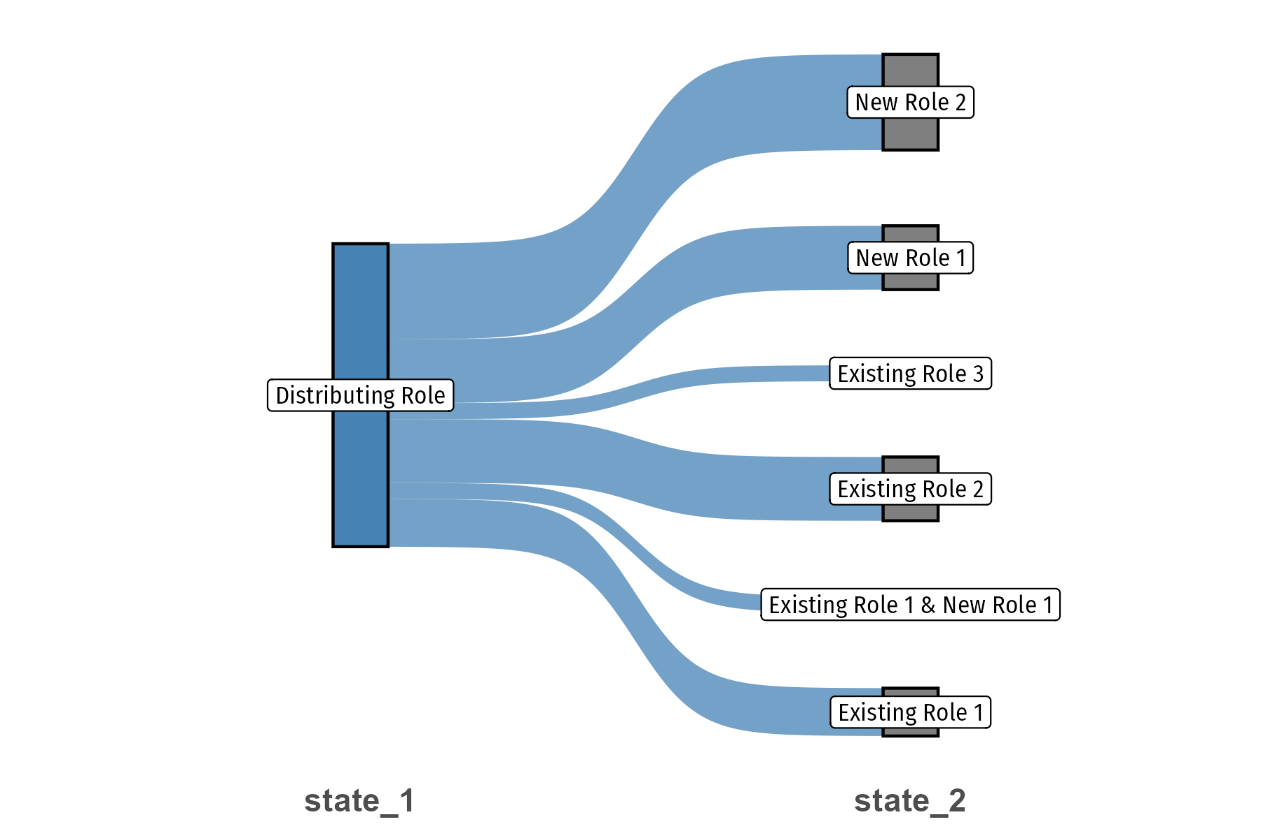 New Role 2
New Role 1
Existing Role 3
Distributing Role
Existing Role 2
Existing Role 1 & New Role 1
Existing Role 1
state_1
state_2